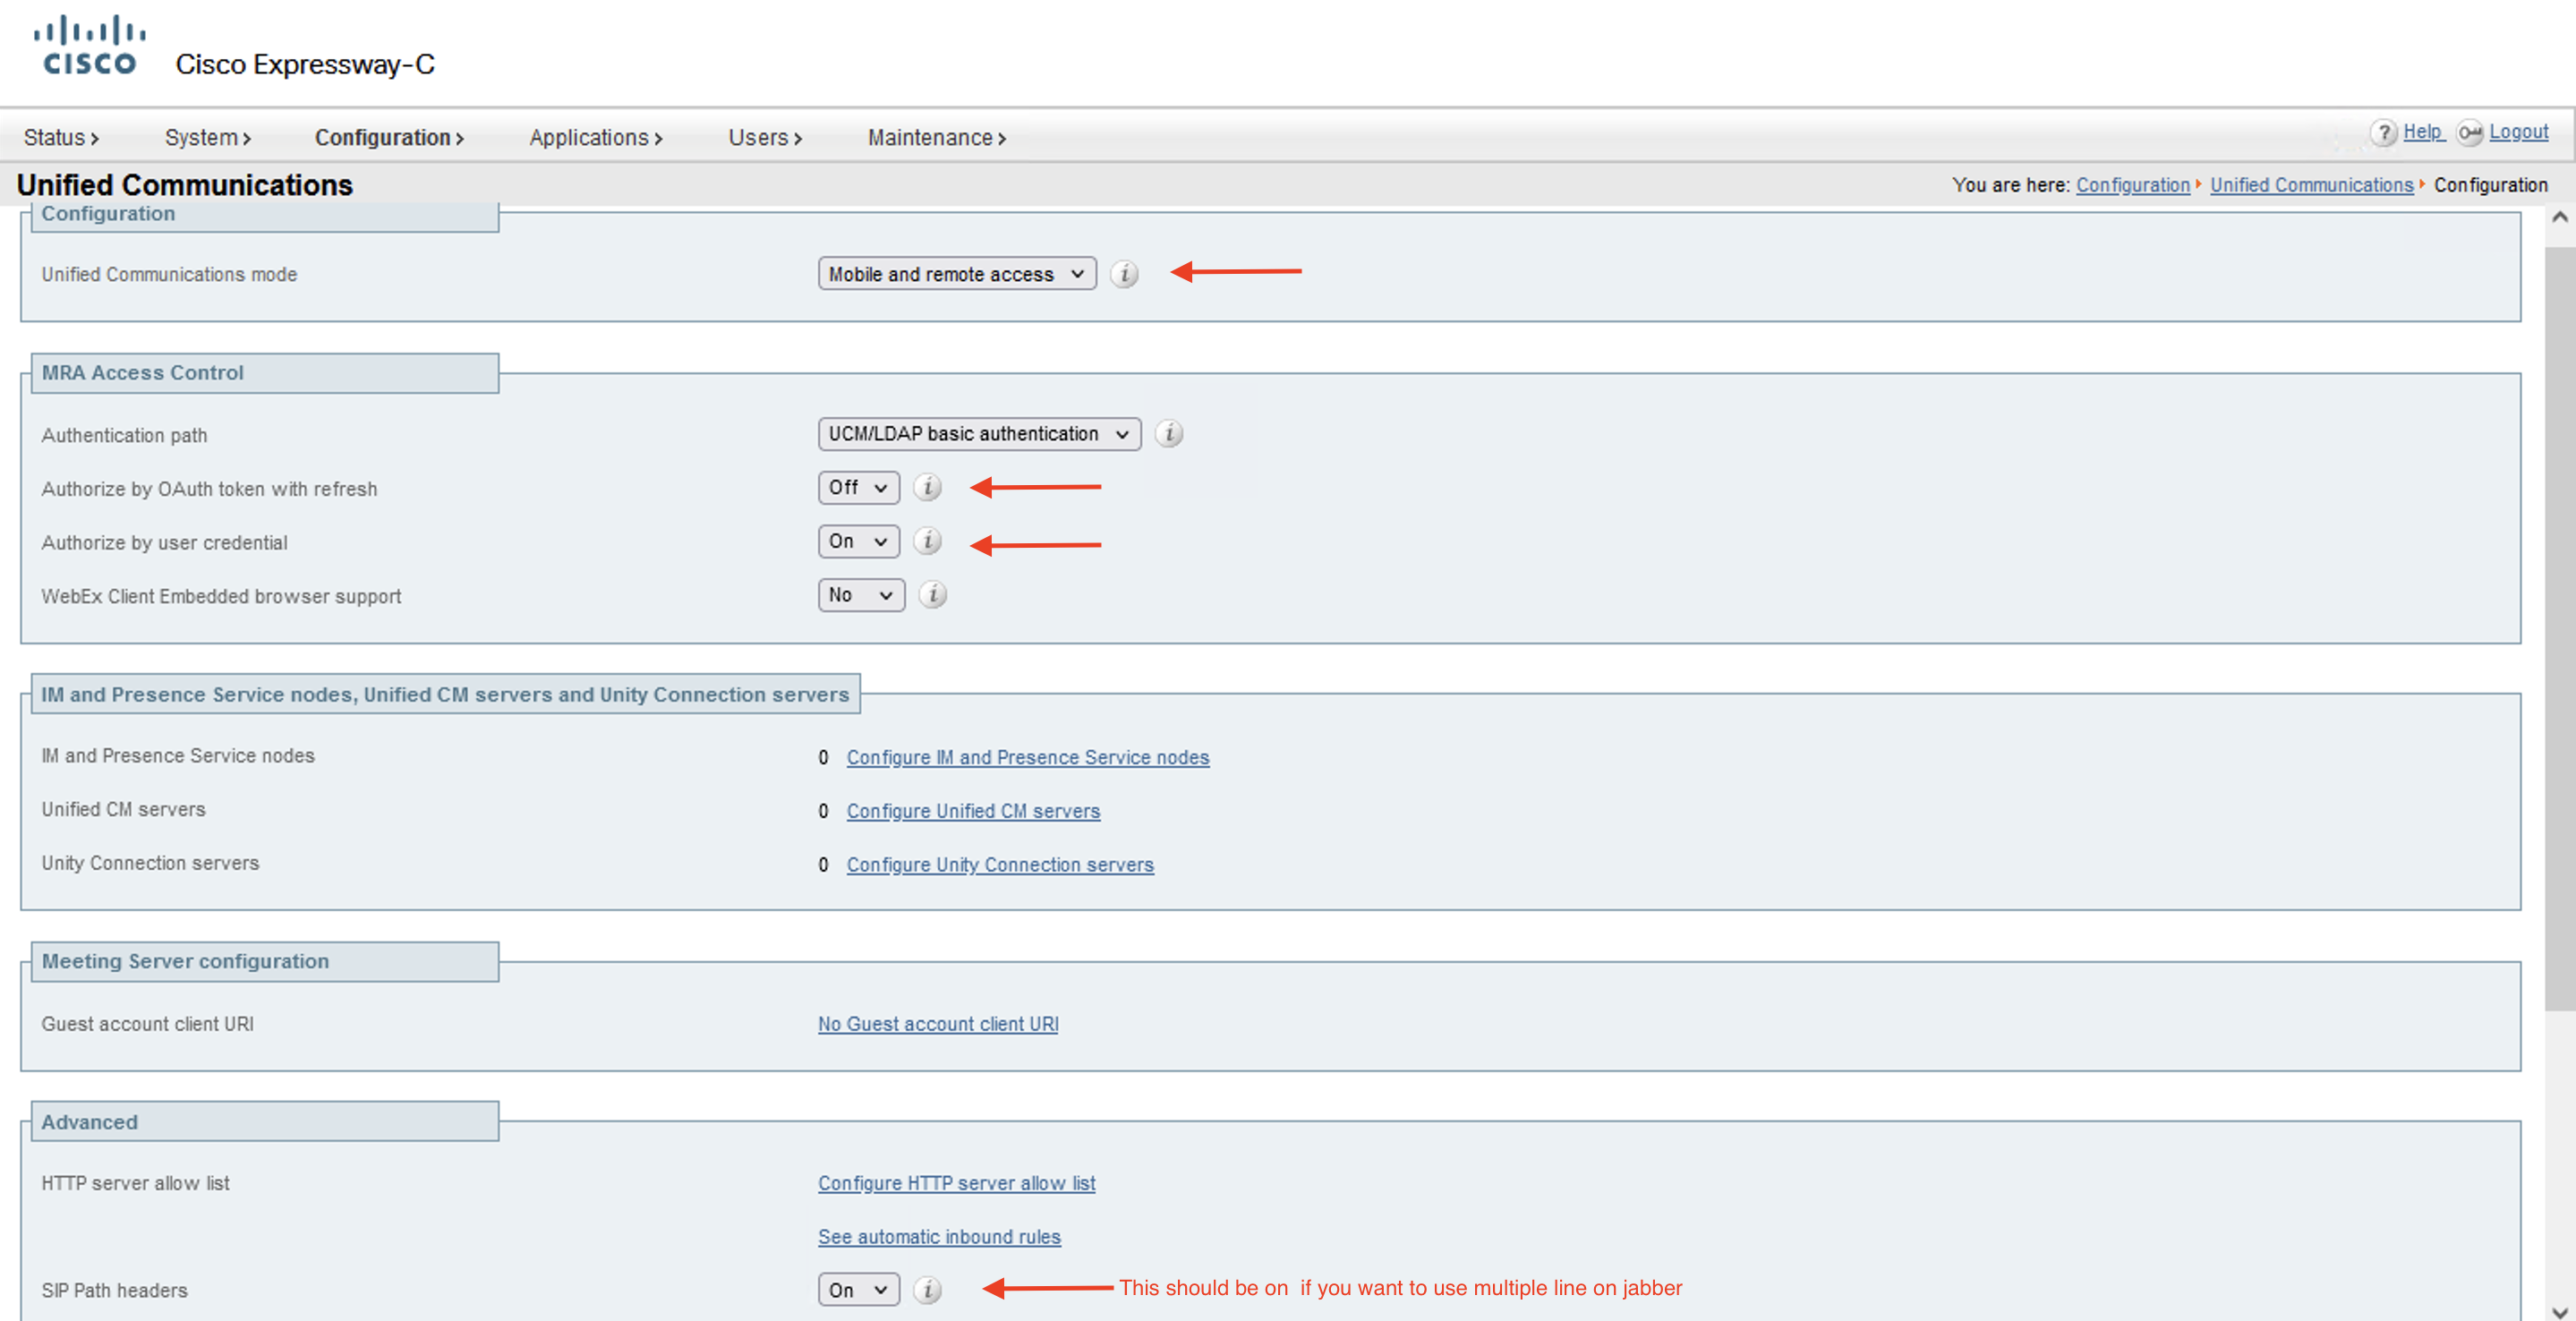 CISCO Cisco Expressway-C
Status > System > Configuration > Applications > Users > Maintenance > ? Help Logout
Unified Communications You are here: Configuration Unified Communications Configuration
Configuration
Unified Communications mode Mobile and remote access i
MRA Access Control
Authentication path UCM/LDAP basic authentication i
Authorize by OAuth token with refresh Off i
Authorize by user credential On i
WebEx Client Embedded browser support No i
IM and Presence Service nodes, Unified CM servers and Unity Connection servers
IM and Presence Service nodes 0 Configure IM and Presence Service nodes
Unified CM servers 0 Configure Unified CM servers
Unity Connection servers 0 Configure Unity Connection servers
Meeting Server configuration
Guest account client URI No Guest account client URI
Advanced
HTTP server allow list Configure HTTP server allow list
See automatic inbound rules
SIP Path headers On i This should be on if you want to use multiple line on jabber